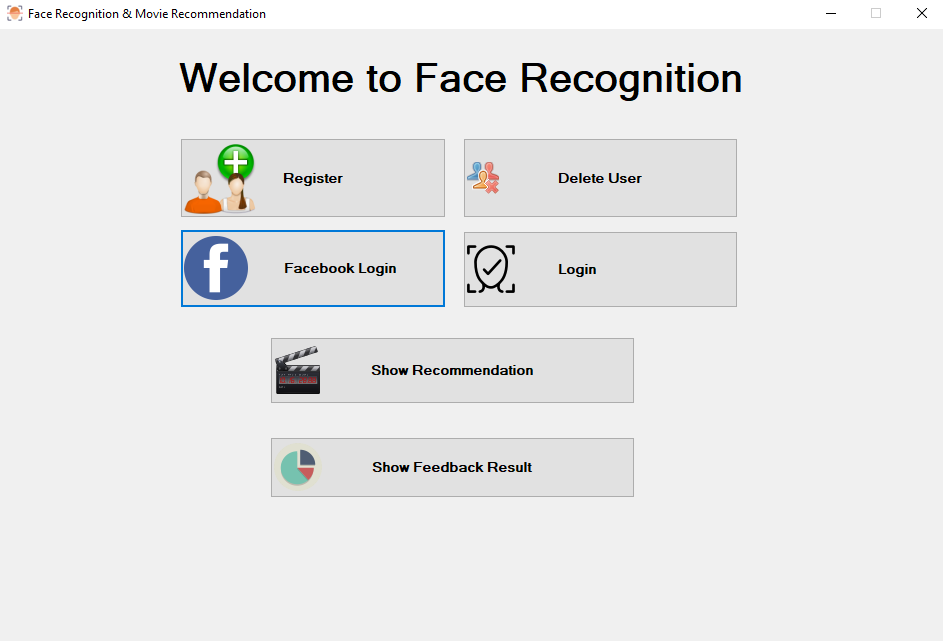 Face Recognition & Movie Recommendation
Welcome to Face Recognition
Register
Delete User
Facebook Login
Login
Show Recommendation
Show Feedback Result